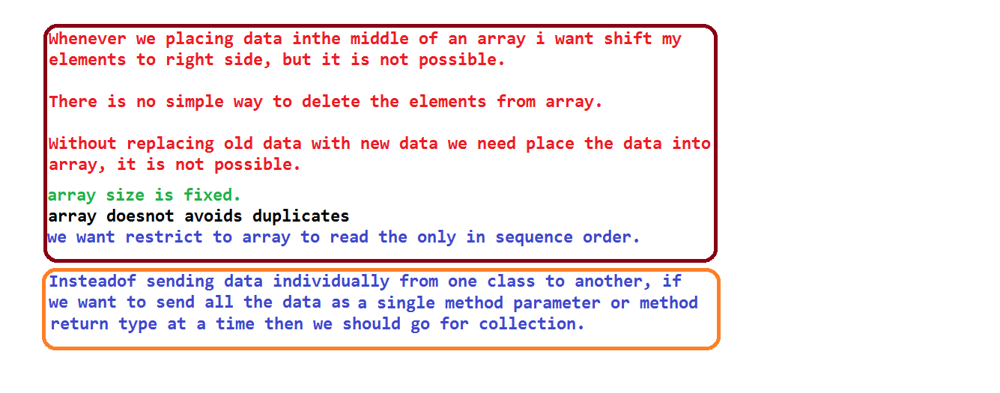 Whenever we placing data inthe middle of an array i want shift my
elements to right side, but it is not possible.
There is no simple way to delete the elements from array.
Without replacing old data with new data we need place the data into
array, it is not possible.
array size is fixed.
array doesnot avoids duplicates
we want restrict to array to read the only in sequence order.
Insteadof sending data individually from one class to another, if
we want to send all the data as a single method parameter or method
return type at a time then we should go for collection.